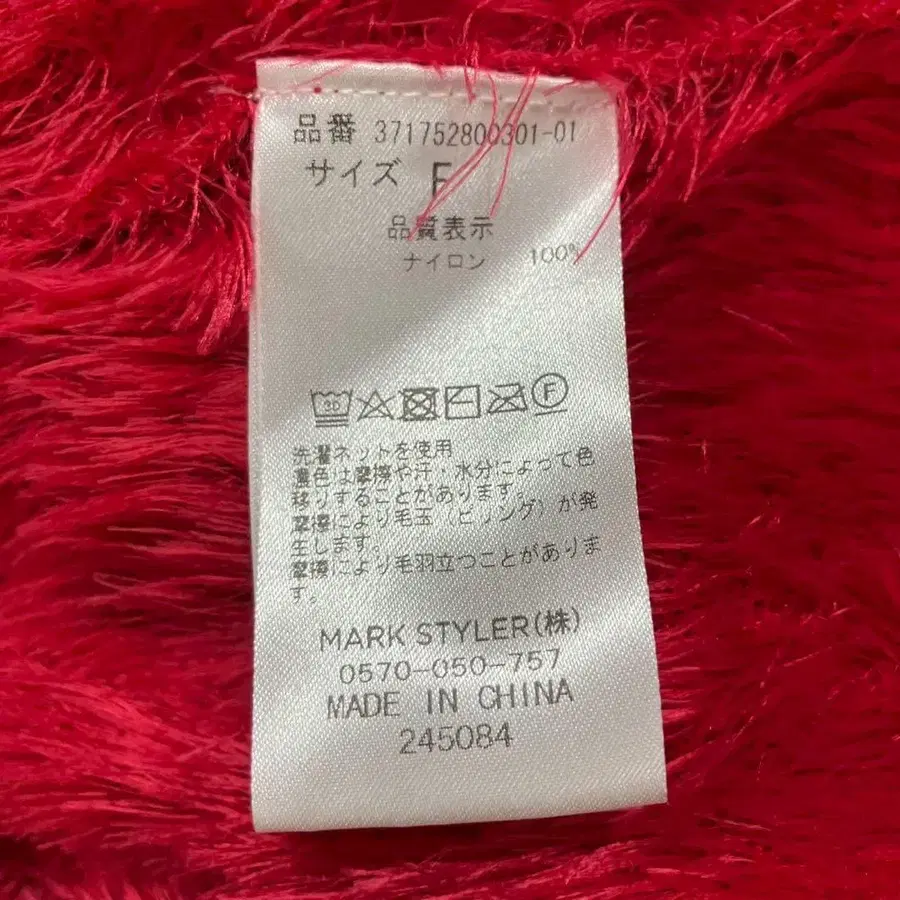 品番 371752800301-01
サイズ F
品質表示
ナイロン 100%
30
F
洗濯ネットを使用
濃色は摩擦や汗・水分によって色
移りすることがあります。
摩擦により毛玉（ピリング）が発
生します。
摩擦により毛羽立つことがありま
す。
MARK STYLER(株)
0570-050-757
MADE IN CHINA
245084